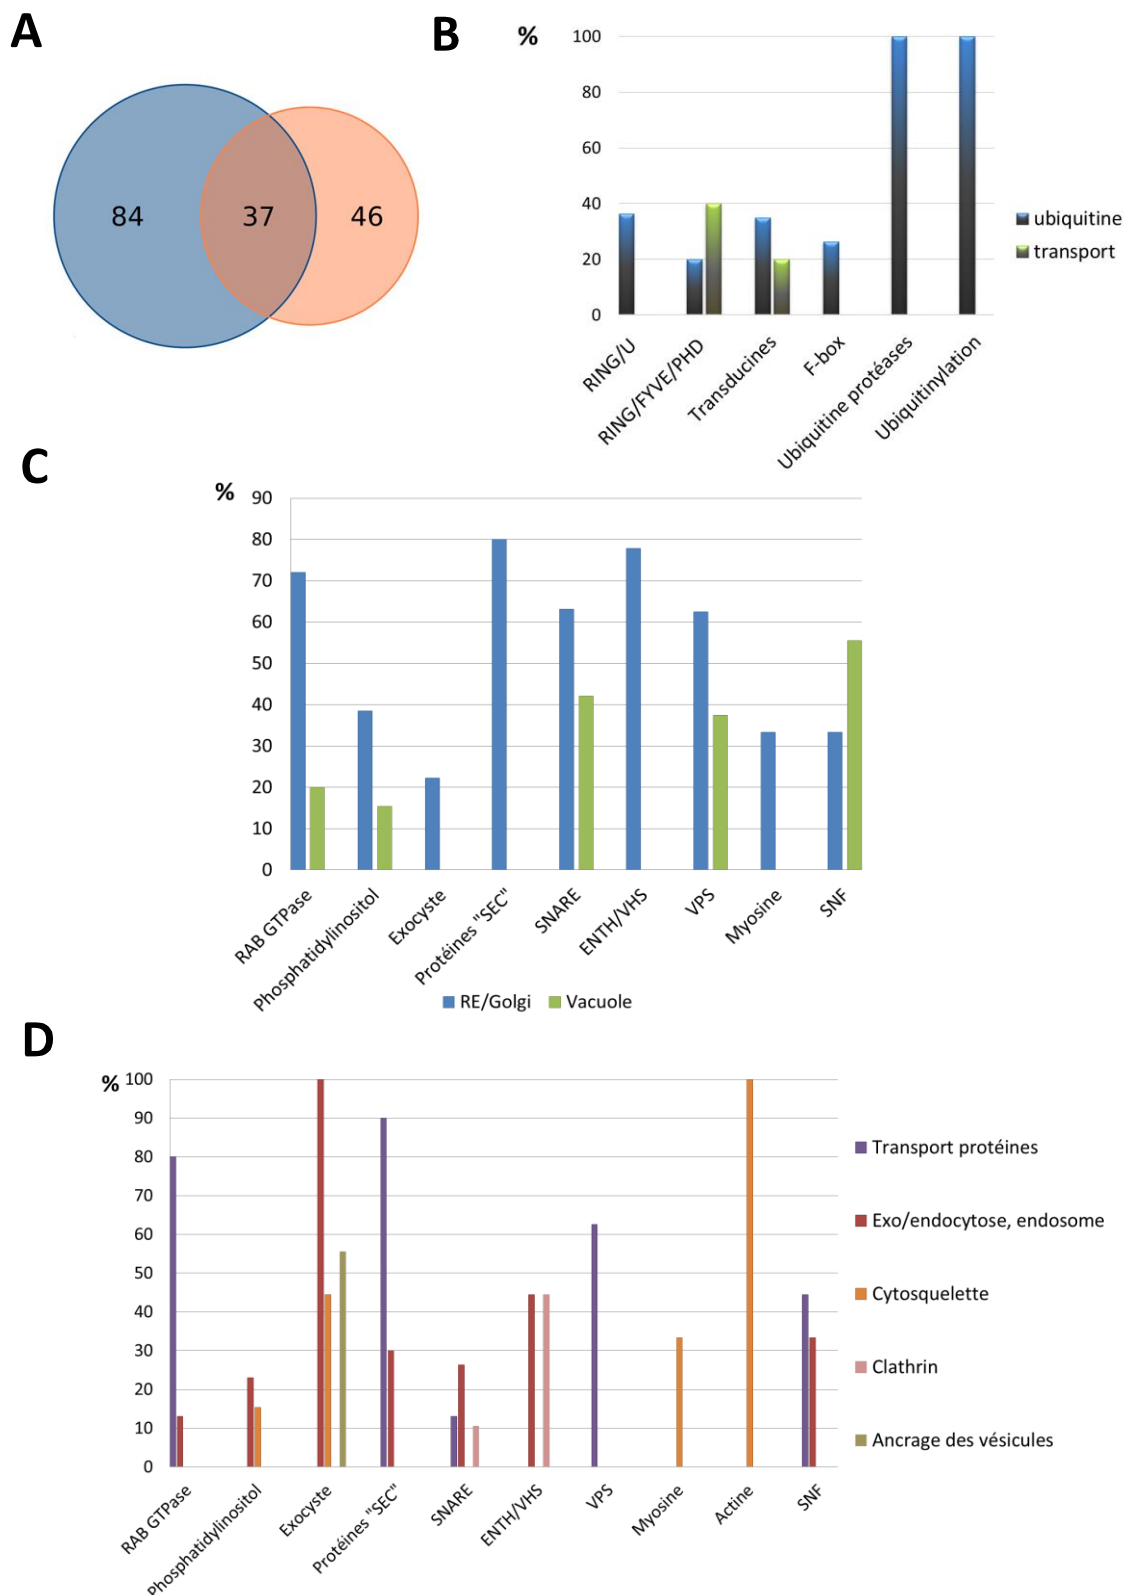 A
84
37
46
B
%
100
80
60
40
20
0
RING/U
RING/FYVE/PHD
Transducines
F-box
Ubiquitine protéases
Ubiquitinylation
ubiquitine
transport
C
%
90
80
70
60
50
40
30
20
10
0
RAB GTPase
Phosphatidylinositol
Exocyste
Protéines "SEC"
SNARE
ENTH/VHS
VPS
Myosine
SNF
RE/Golgi
Vacuole
D
%
100
90
80
70
60
50
40
30
20
10
0
RAB GTPase
Phosphatidylinositol
Exocyste
Protéines "SEC"
SNARE
ENTH/VHS
VPS
Myosine
Actine
SNF
Transport protéines
Exo/endocytose, endosome
Cytosquelette
Clathrin
Ancrage des vésicules